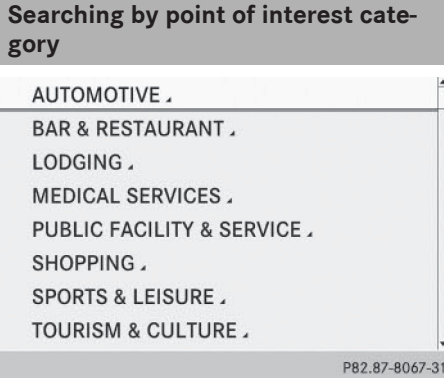 Searching by point of interest cate-
gory
AUTOMOTIVE
BAR & RESTAURANT
LODGING
MEDICAL SERVICES
PUBLIC FACILITY & SERVICE
SHOPPING
SPORTS & LEISURE
TOURISM & CULTURE
P82.87-8067-31